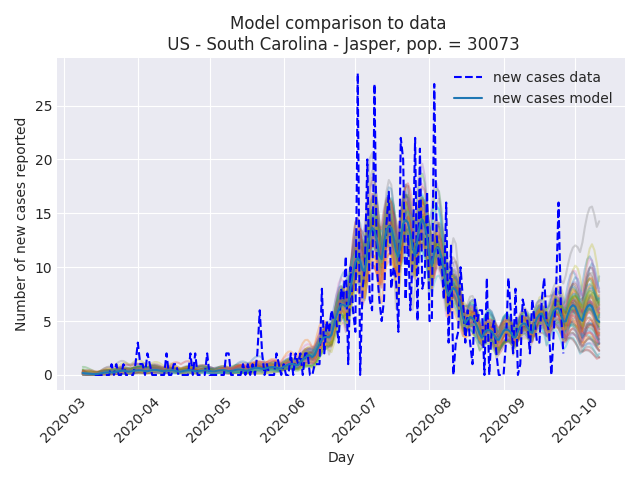 Model comparison to data
US - South Carolina - Jasper, pop. = 30073
new cases data
new cases model
Number of new cases reported
25
20
15
10
5
0
2020-03
2020-04
2020-05
2020-06
2020-07
2020-08
2020-09
2020-10
Day